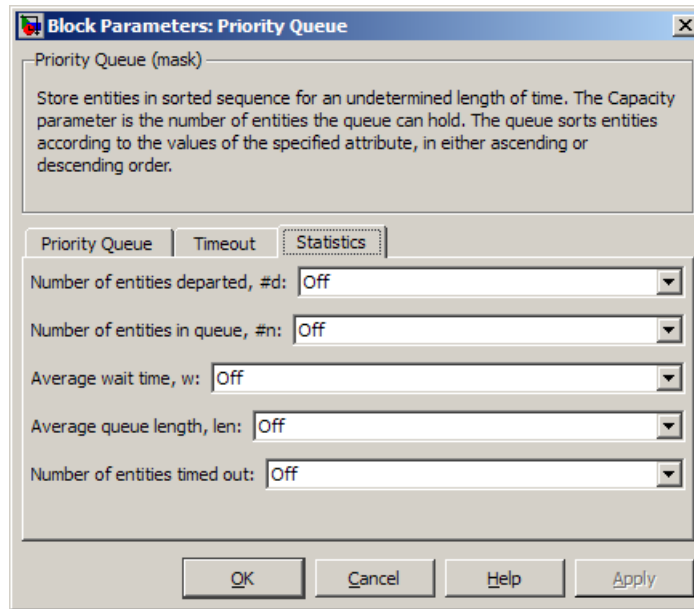 Block Parameters: Priority Queue
Priority Queue (mask)
Store entities in sorted sequence for an undetermined length of time. The Capacity
parameter is the number of entities the queue can hold. The queue sorts entities
according to the values of the specified attribute, in either ascending or
descending order.
Priority Queue Timeout Statistics
Number of entities departed, #d: Off
Number of entities in queue, #n: Off
Average wait time, w: Off
Average queue length, len: Off
Number of entities timed out: Off
OK Cancel Help Apply